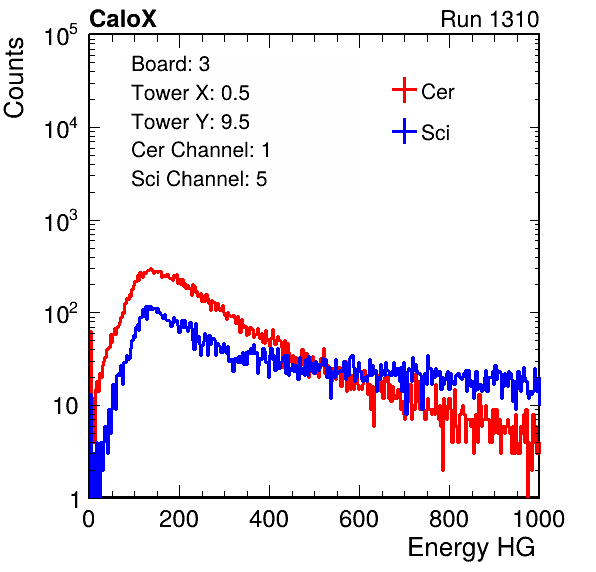 CaloX Run 1310
Counts
10^5
10^4
10^3
10^2
10
1
Board: 3
Tower X: 0.5
Tower Y: 9.5
Cer Channel: 1
Sci Channel: 5
Cer
Sci
0 200 400 600 800 1000
Energy HG